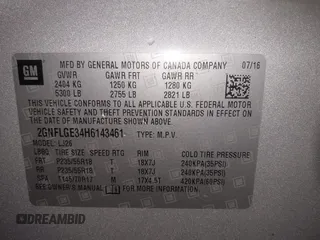 GM
MFD BY GENERAL MOTORS OF CANADA COMPANY 07/16
GVWR GAWR FRT GAWR RR
2404 KG 1250 KG 1280 KG
5300 LB 2755 LB 2821 LB
THIS VEHICLE CONFORMS TO ALL APPLICABLE U.S. FEDERAL MOTOR
VEHICLE SAFETY AND
THEFT PREVENTION STANDARDS IN EFFECT ON THE DATE OF MANUFACTURE SHOWN ABOVE.
2GNFLGE34H6143461 TYPE: M.P.V.
LJ26
TIRE SIZE SPEED RTG RIM COLD TIRE PRESSURE
FRT P235/55R18 T 18X7J 240KPA(35PSI)
RR P235/55R18 T 18X7J 240KPA(35PSI)
SPA T145/70R17 M 17X4.5T 420KPA(60PSI)
SEE OWNER'S MANUAL FOR ADDITIONAL INFORMATION
AUTOBIDMASTER